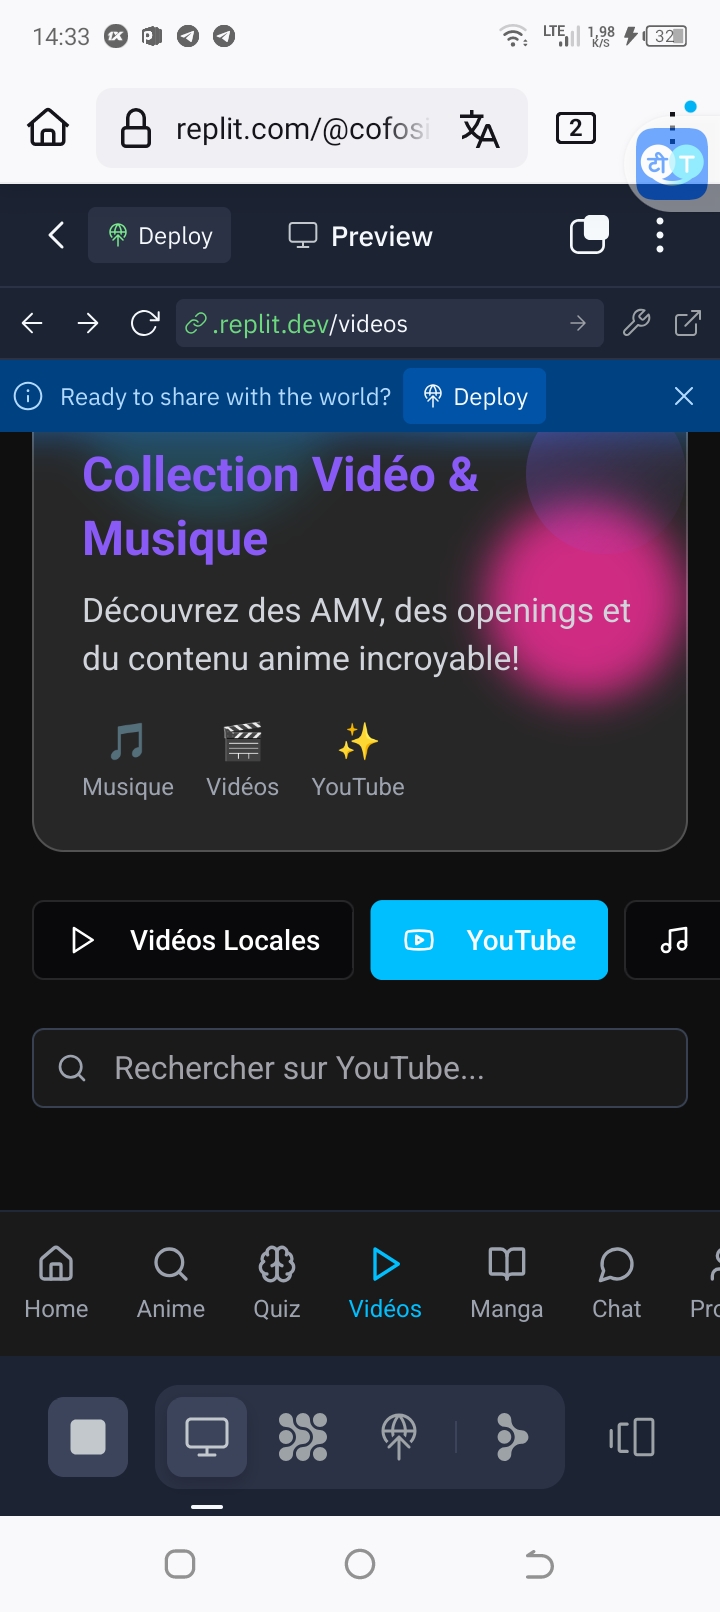 14:33
LTE
1,98
K/S
32
replit.com/@cofosi
2
टी T
Deploy
Preview
.replit.dev/videos
Ready to share with the world?
Deploy
Collection Vidéo &
Musique
Découvrez des AMV, des openings et
du contenu anime incroyable!
Musique
Vidéos
YouTube
Vidéos Locales
YouTube
Rechercher sur YouTube...
Home
Anime
Quiz
Vidéos
Manga
Chat
Pro